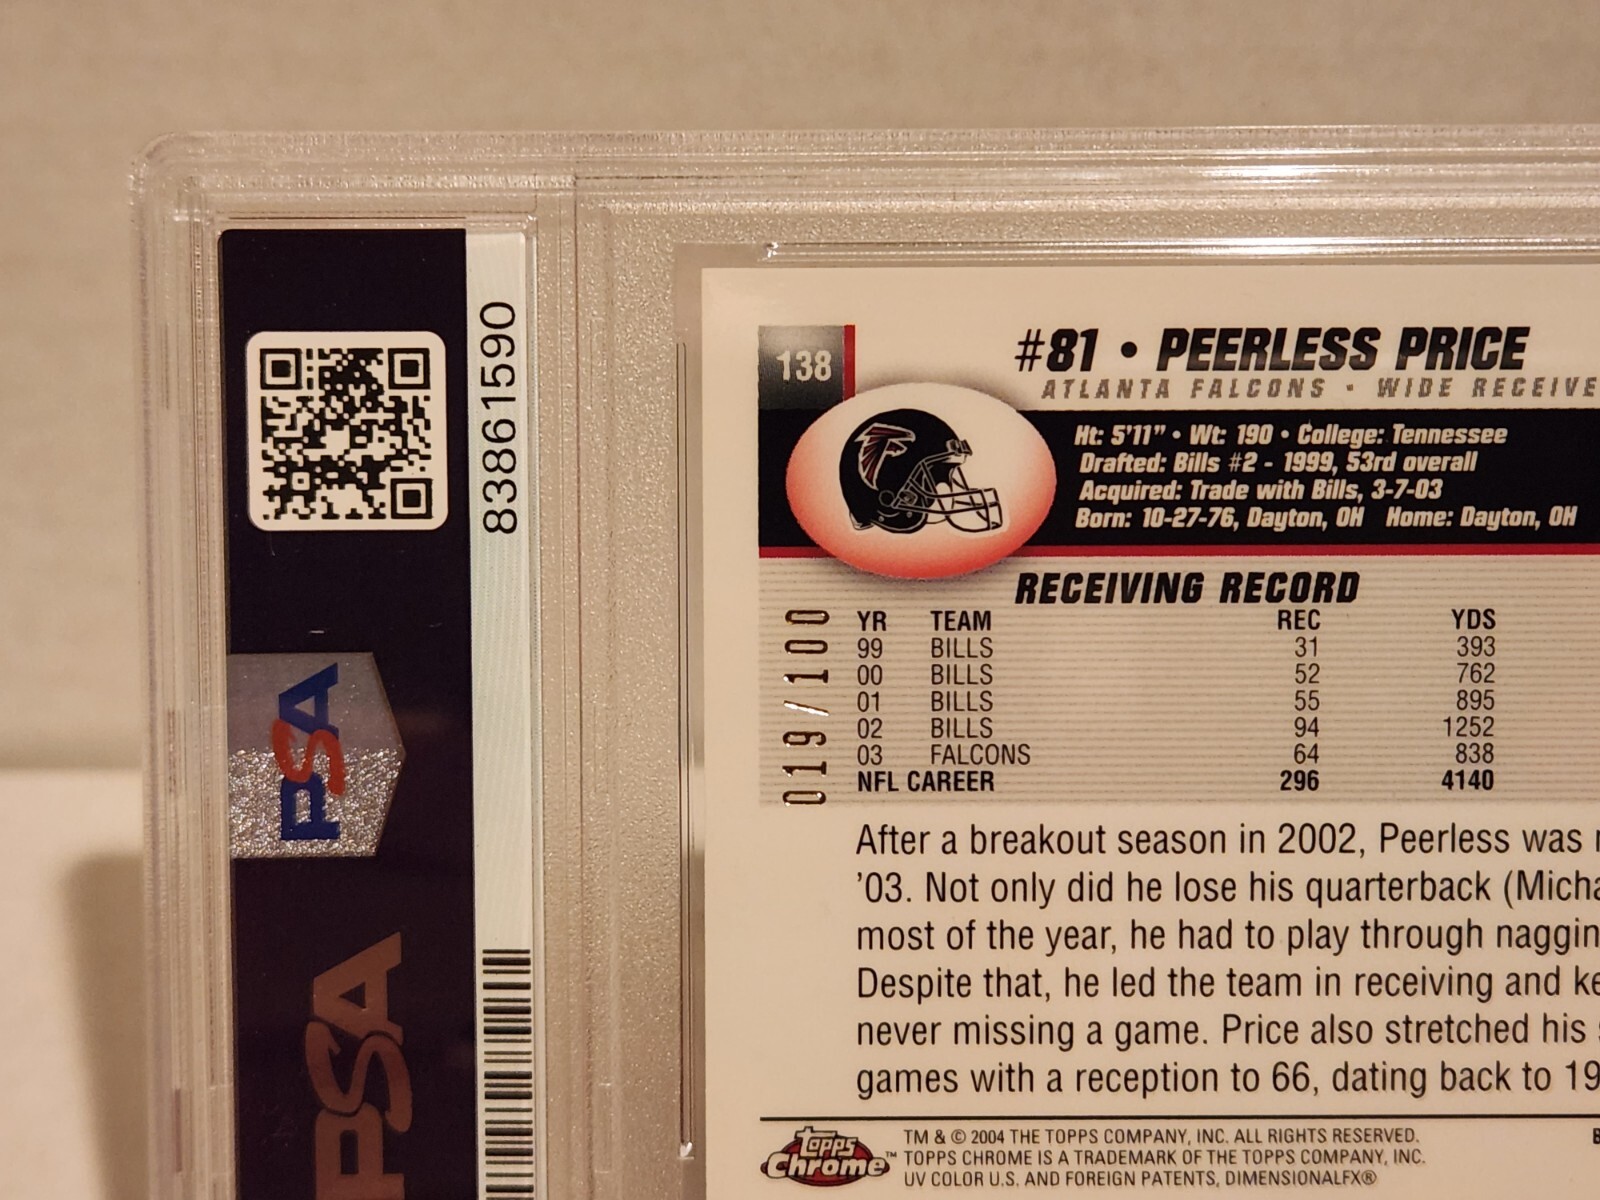 83861590
PSA
PSA
138
#81 • PEERLESS PRICE
ATLANTA FALCONS • WIDE RECEIVE
Ht: 5'11" • Wt: 190 • College: Tennessee
Drafted: Bills #2 - 1999, 53rd overall
Acquired: Trade with Bills, 3-7-03
Born: 10-27-76, Dayton, OH Home: Dayton, OH
RECEIVING RECORD
019/100
YR TEAM REC YDS
99 BILLS 31 393
00 BILLS 52 762
01 BILLS 55 895
02 BILLS 94 1252
03 FALCONS 64 838
NFL CAREER 296 4140
After a breakout season in 2002, Peerless was
'03. Not only did he lose his quarterback (Micha
most of the year, he had to play through naggin
Despite that, he led the team in receiving and ke
never missing a game. Price also stretched his
games with a reception to 66, dating back to 19
Topps Chrome™
TM & © 2004 THE TOPPS COMPANY, INC. ALL RIGHTS RESERVED.
TOPPS CHROME IS A TRADEMARK OF THE TOPPS COMPANY, INC.
UV COLOR U.S. AND FOREIGN PATENTS, DIMENSIONALFX®